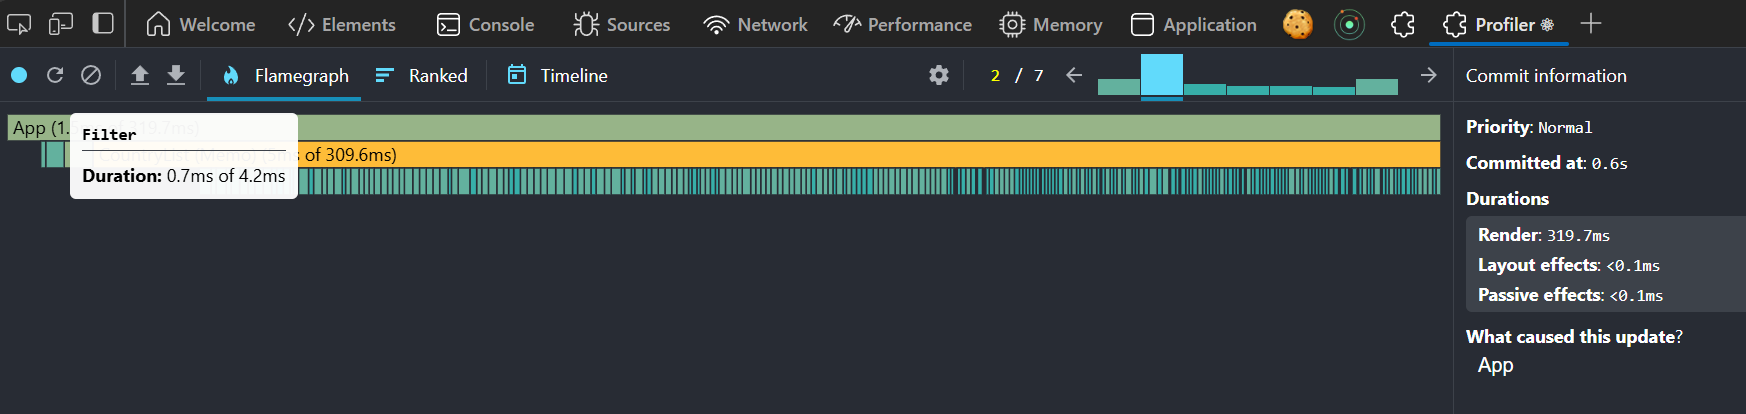 Welcome Elements Console Sources Network Performance Memory Application Profiler
Flamegraph Ranked Timeline 2 / 7 Commit information
App (1. 319.7ms)
Filter
CountryList (Memo) (5ms of 309.6ms)
Duration: 0.7ms of 4.2ms
Priority: Normal
Committed at: 0.6s
Durations
Render: 319.7ms
Layout effects: <0.1ms
Passive effects: <0.1ms
What caused this update?
App